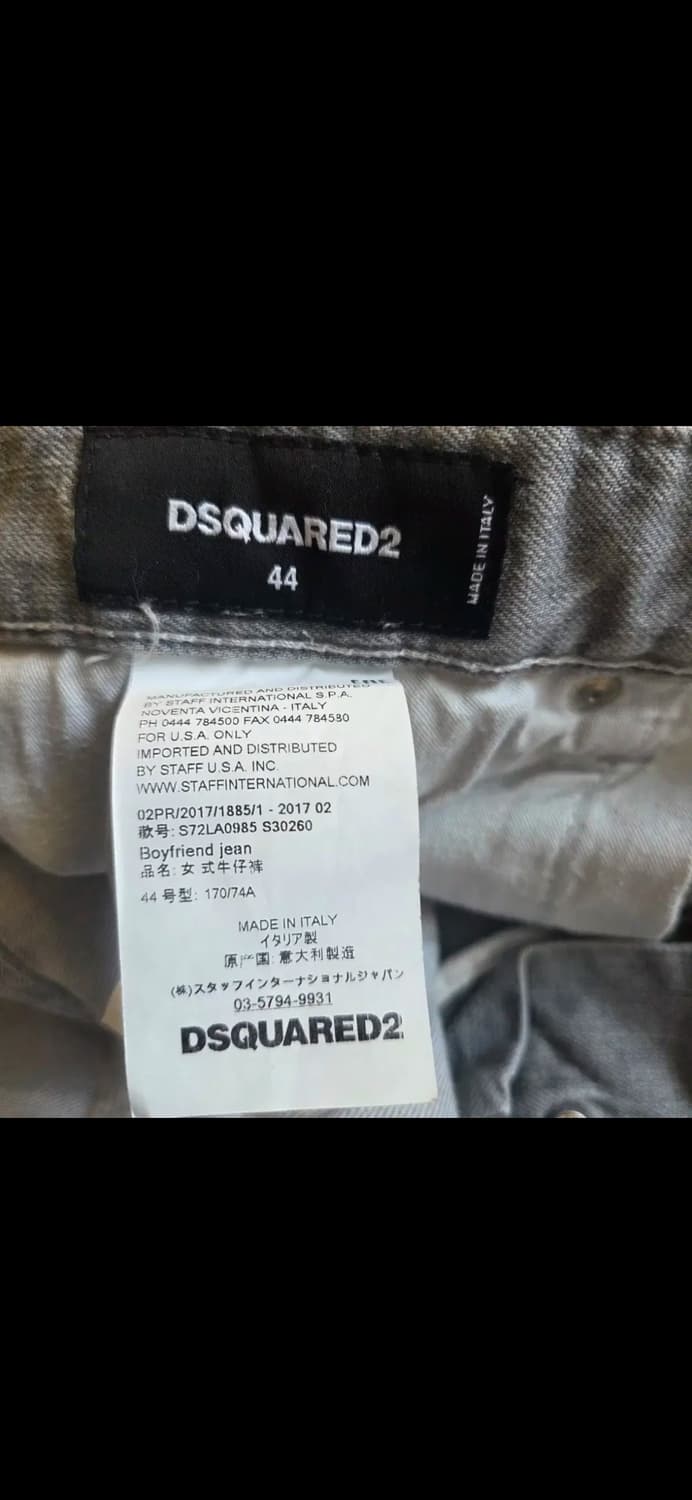 DSQUARED2
44
MADE IN ITALY
MANUFACTURED AND DISTRIBUTED
BY STAFF INTERNATIONAL S.P.A.
NOVENTA VICENTINA - ITALY
PH 0444 784500 FAX 0444 784580
FOR U.S.A. ONLY
IMPORTED AND DISTRIBUTED
BY STAFF U.S.A. INC.
WWW.STAFFINTERNATIONAL.COM
02PR/2017/1885/1 - 2017 02
款号: S72LA0985 S30260
Boyfriend jean
品名: 女 式牛仔裤
44 号型: 170/74A
MADE IN ITALY
イタリア製
原产国: 意大利製造
(株)スタッフインターナショナルジャパン
03-5794-9931
DSQUARED2